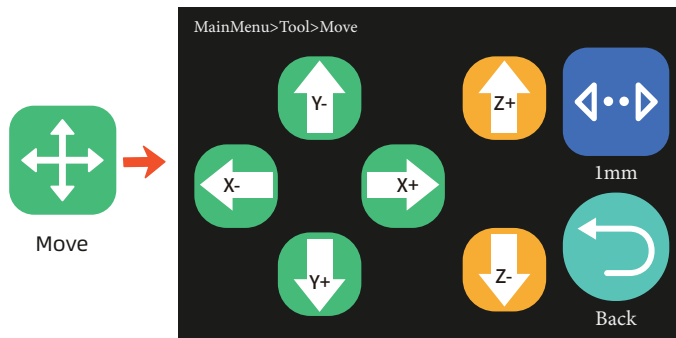 MainMenu>Tool>Move
Y-
Z+
X-
X+
1mm
Move
Y+
Z-
Back